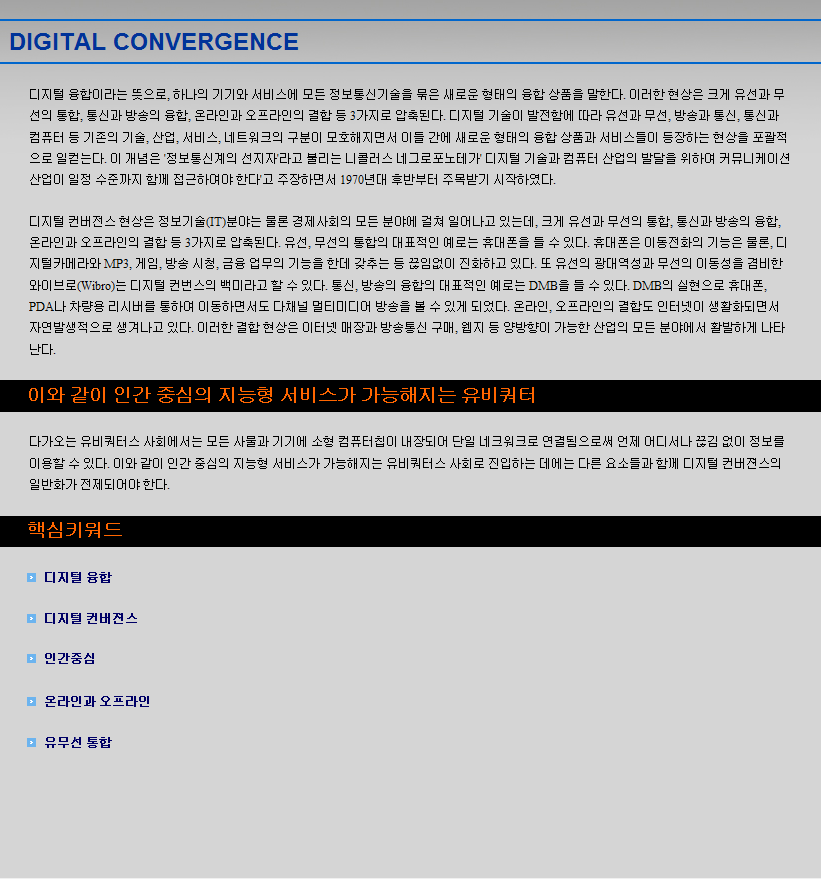 DIGITAL CONVERGENCE
디지털 융합이라는 뜻으로, 하나의 기기와 서비스에 모든 정보통신기술을 묶은 새로운 형태의 융합 상품을 말한다. 이러한 현상은 크게 유선과 무
선의 통합, 통신과 방송의 융합, 온라인과 오프라인의 결합 등 3가지로 압축된다. 디지털 기술이 발전함에 따라 유선과 무선, 방송과 통신, 통신과
컴퓨터 등 기존의 기술, 산업, 서비스, 네트워크의 구분이 모호해지면서 이들 간에 새로운 형태의 융합 상품과 서비스들이 등장하는 현상을 포괄적
으로 일컫는다. 이 개념은 '정보통신계의 선지자'라고 불리는 니콜러스 네그로포노테가' 디지털 기술과 컴퓨터 산업의 발달을 위하여 커뮤니케이션
산업이 일정 수준까지 함께 접근하여야 한다'고 주장하면서 1970년대 후반부터 주목받기 시작하였다.
디지털 컨버전스 현상은 정보기술(IT)분야는 물론 경제사회의 모든 분야에 걸쳐 일어나고 있는데, 크게 유선과 무선의 통합, 통신과 방송의 융합,
온라인과 오프라인의 결합 등 3가지로 압축된다. 유선, 무선의 통합의 대표적인 예로는 휴대폰을 들 수 있다. 휴대폰은 이동전화의 기능은 물론, 디
지털카메라와 MP3, 게임, 방송 시청, 금융 업무의 기능을 한데 갖추는 등 끊임없이 진화하고 있다. 또 유선의 광대역성과 무선의 이동성을 겸비한
와이브로(Wibro)는 디지털 컨번스의 백미라고 할 수 있다. 통신, 방송의 융합의 대표적인 예로는 DMB을 들 수 있다. DMB의 실현으로 휴대폰,
PDA나 차량용 리시버를 통하여 이동하면서도 다채널 멀티미디어 방송을 볼 수 있게 되었다. 온라인, 오프라인의 결합도 인터넷이 생활화되면서
자연발생적으로 생겨나고 있다. 이러한 결합 현상은 이터넷 매장과 방송통신 구매, 웹지 등 양방향이 가능한 산업의 모든 분야에서 활발하게 나타
난다.
이와 같이 인간 중심의 지능형 서비스가 가능해지는 유비쿼터
다가오는 유비쿼터스 사회에서는 모든 사물과 기기에 소형 컴퓨터칩이 내장되어 단일 네크워크로 연결됨으로써 언제 어디서나 끊김 없이 정보를
이용할 수 있다. 이와 같이 인간 중심의 지능형 서비스가 가능해지는 유비쿼터스 사회로 진입하는 데에는 다른 요소들과 함께 디지털 컨버젼스의
일반화가 전제되어야 한다.
핵심키워드
디지털 융합
디지털 컨버젼스
인간중심
온라인과 오프라인
유무선 통합